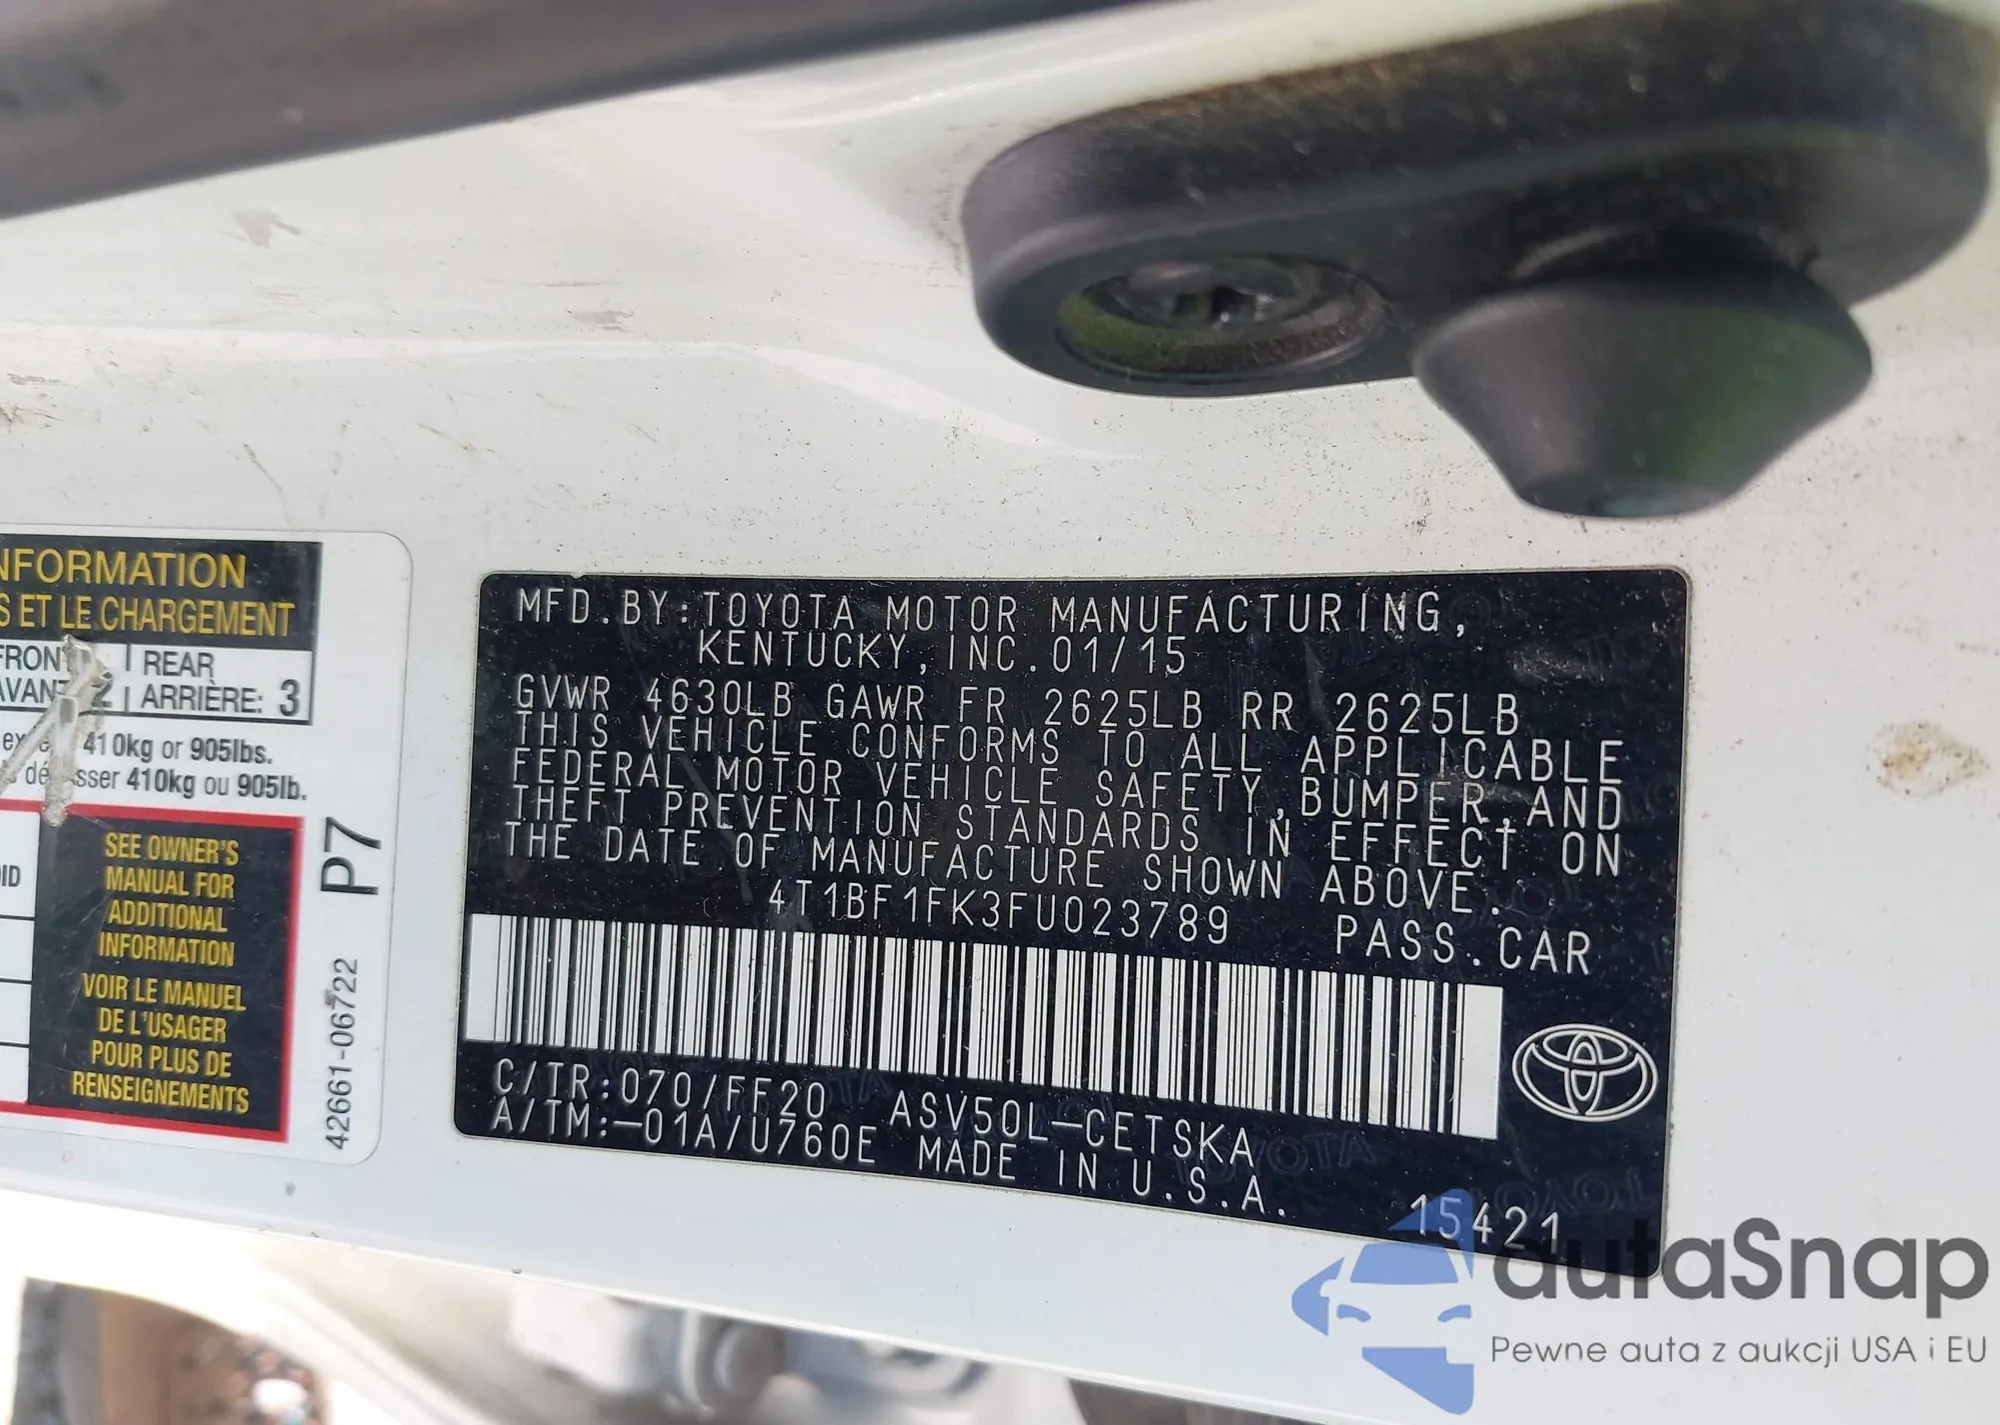 NFORMATION
S ET LE CHARGEMENT
REAR
ARRIÈRE: 3
410kg or 905lbs.
410kg ou 905lb.
SEE OWNER'S
MANUAL FOR
ADDITIONAL
INFORMATION
VOIR LE MANUEL
DE L'USAGER
POUR PLUS DE
RENSEIGNEMENTS
P7
42661-06722
MFD.BY:TOYOTA MOTOR MANUFACTURING,
KENTUCKY,INC.01/15
GVWR 4630LB GAWR FR 2625LB RR 2625LB
THIS VEHICLE CONFORMS TO ALL APPLICABLE
FEDERAL MOTOR VEHICLE SAFETY,BUMPER,AND
THEFT PREVENTION STANDARDS IN EFFECT ON
THE DATE OF MANUFACTURE SHOWN ABOVE.
4T1BF1FK3FU023789 PASS.CAR
C/TR:070/FF20 ASV50L-CETSKA
A/TM:-01A/U760E MADE IN U.S.A.
15421
autaSnap
Pewne auta z aukcji USA i EU